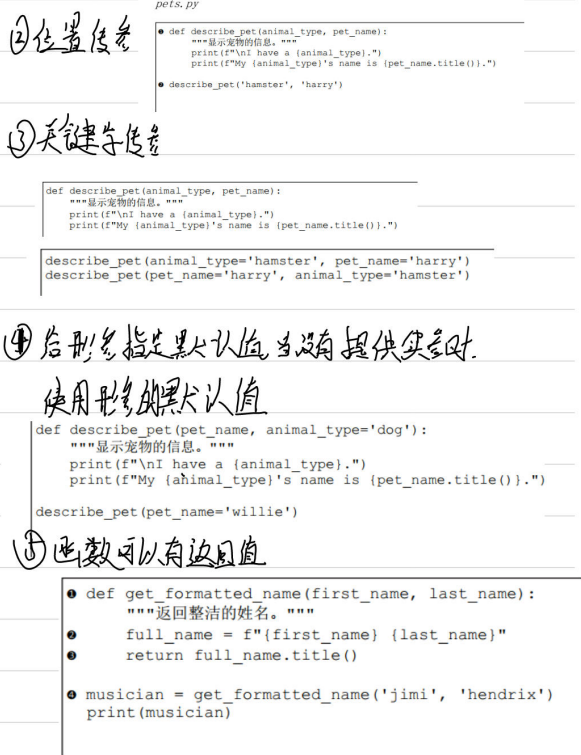 pets.py
②位置传参
❶ def describe_pet(animal_type, pet_name):
"""显示宠物的信息。"""
print(f"\nI have a {animal_type}.")
print(f"My {animal_type}'s name is {pet_name.title()}.")
❷ describe_pet('hamster', 'harry')
③关键字传参
def describe_pet(animal_type, pet_name):
"""显示宠物的信息。"""
print(f"\nI have a {animal_type}.")
print(f"My {animal_type}'s name is {pet_name.title()}.")
describe_pet(animal_type='hamster', pet_name='harry')
describe_pet(pet_name='harry', animal_type='hamster')
④给形参指定默认值,当没有提供实参时.
使用形参的默认值
def describe_pet(pet_name, animal_type='dog'):
"""显示宠物的信息。"""
print(f"\nI have a {animal_type}.")
print(f"My {animal_type}'s name is {pet_name.title()}.")
describe_pet(pet_name='willie')
⑤函数可以有返回值
❶ def get_formatted_name(first_name, last_name):
"""返回整洁的姓名。"""
❷ full_name = f"{first_name} {last_name}"
❸ return full_name.title()
❹ musician = get_formatted_name('jimi', 'hendrix')
print(musician)